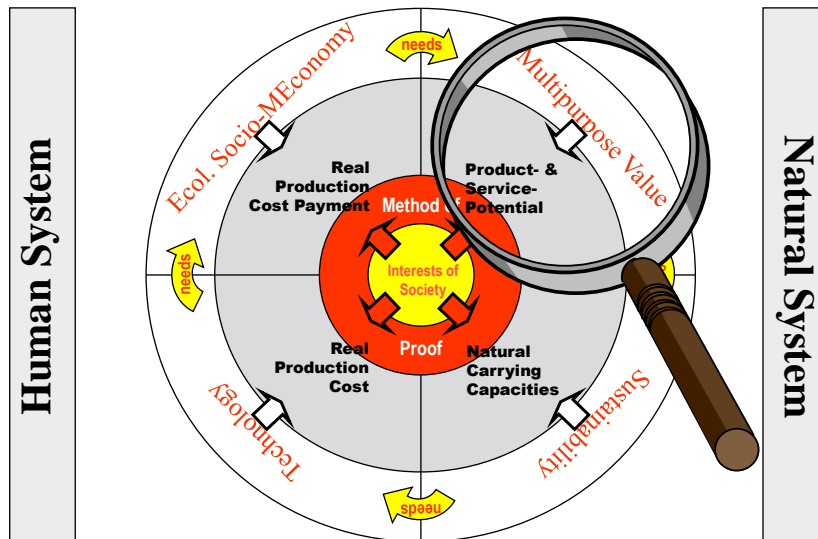 Human System
Natural System
needs
Ecol. Socio-MEconomy
Multipurpose Value
Real
Production
Cost Payment
Product- &
Service-
Potential
Method of
needs
Interests of
Society
Proof
Real
Production
Cost
Natural
Carrying
Capacities
Technology
Sustainability
needs